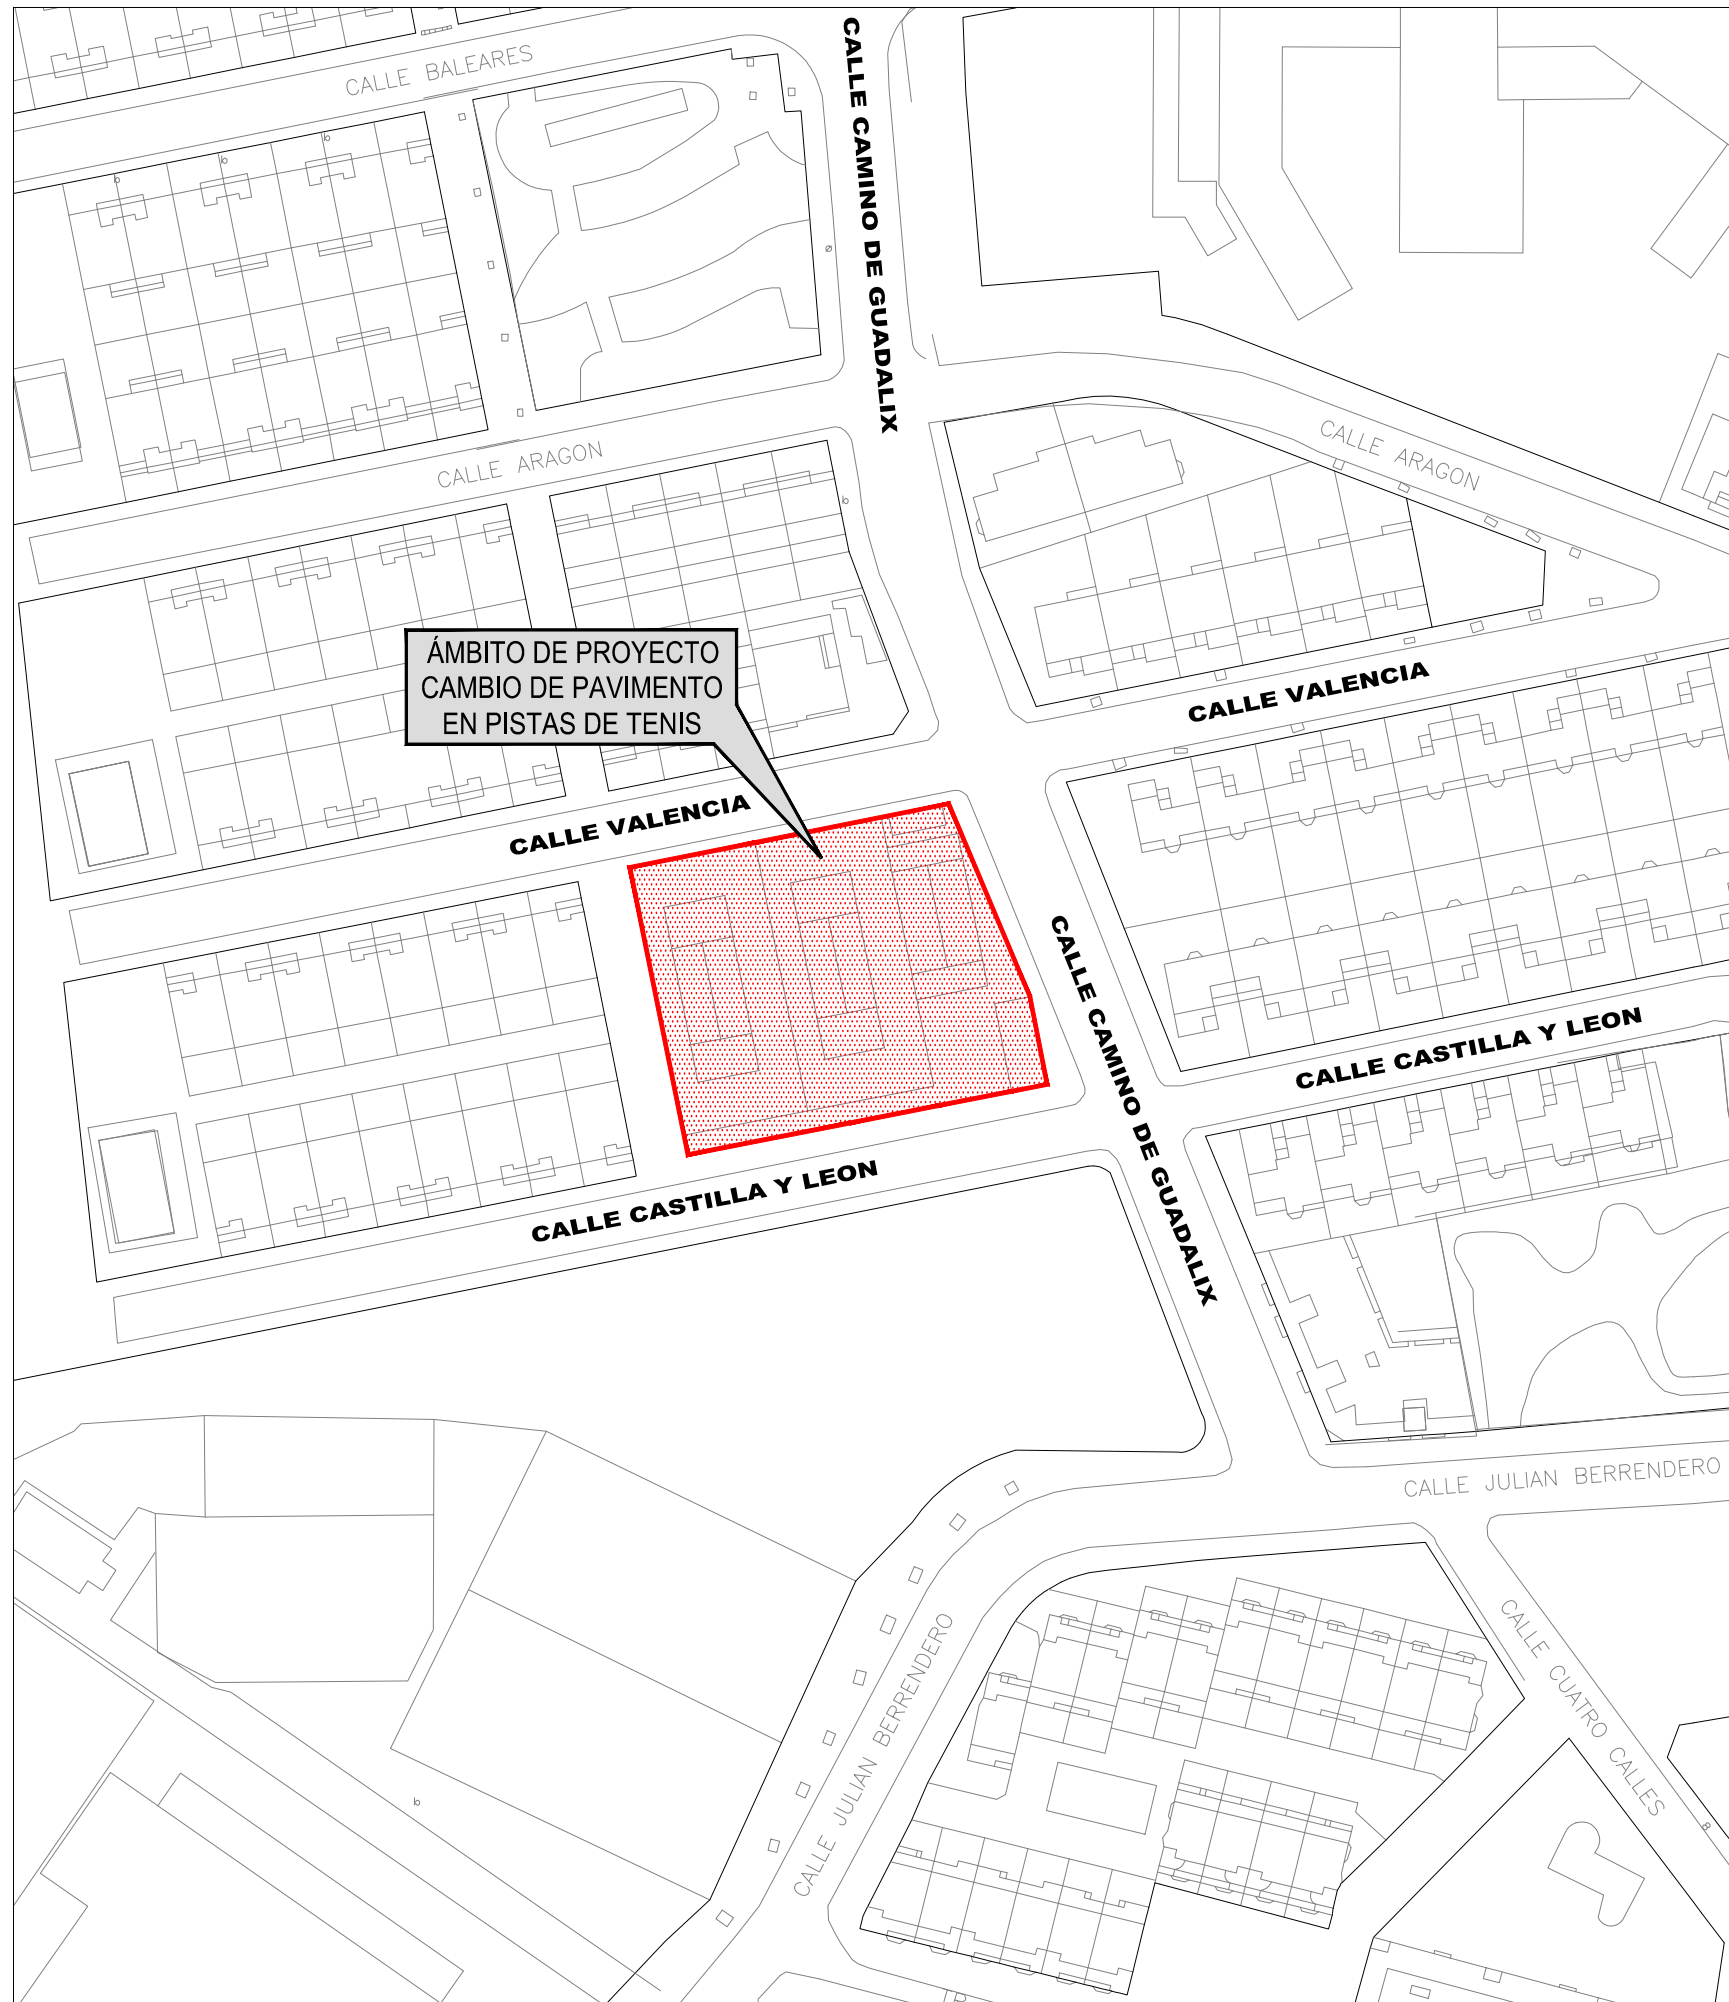 CALLE BALEARES
CALLE CAMINO DE GUADALIX
CALLE ARAGON
CALLE ARAGON
ÁMBITO DE PROYECTO
CAMBIO DE PAVIMENTO
EN PISTAS DE TENIS
CALLE VALENCIA
CALLE VALENCIA
CALLE CAMINO DE GUADALIX
CALLE CASTILLA Y LEON
CALLE CASTILLA Y LEON
CALLE JULIAN BERRENDERO
CALLE JULIAN BERRENDERO
CALLE CUATRO CALLES